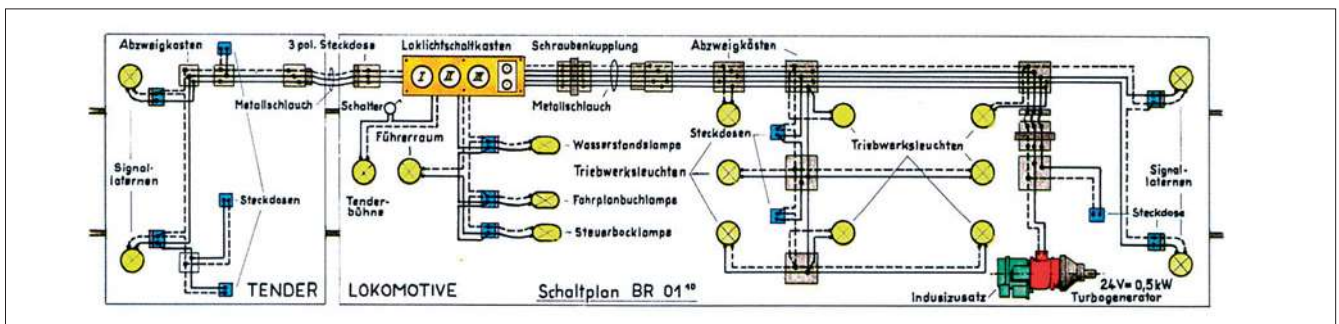 Abzweigkasten
3 pol. Steckdose
Loklichtschaltkasten
Schraubenkupplung
Abzweigkästen
I II III
Metallschlauch
Schalter
Metallschlauch
Führerraum
Steckdosen
Wasserstandslampe
Triebwerksleuchten
Signal-
laternen
Triebwerksleuchten
Signal-
laternen
Steckdosen
Tender-
bühne
Fahrplanbuchlampe
Steckdose
Steuerbocklampe
TENDER
LOKOMOTIVE
Schaltplan BR 01¹⁰
Indusizusatz
24V= 0,5kW
Turbogenerator